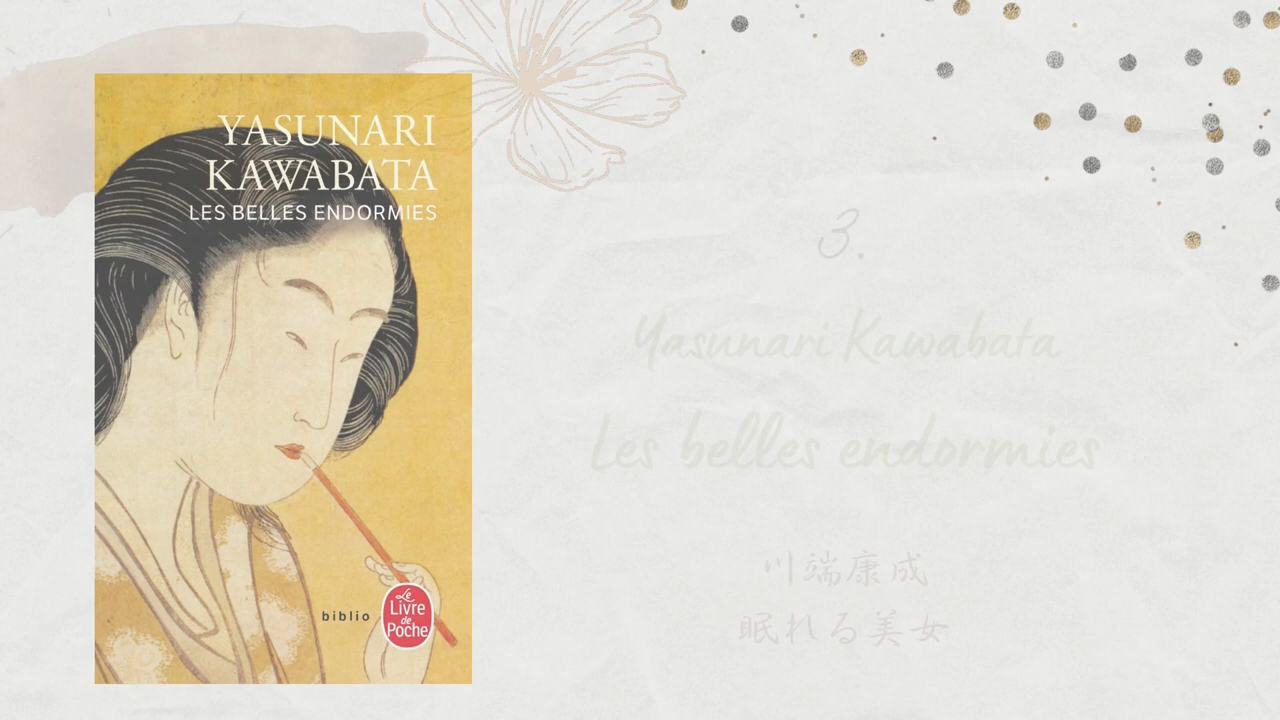 YASUNARI
KAWABATA
LES BELLES ENDORMIES
biblio
Le
Livre
de
Poche
3.
Yasunari Kawabata
Les belles endormies
川端康成
眠れる美女